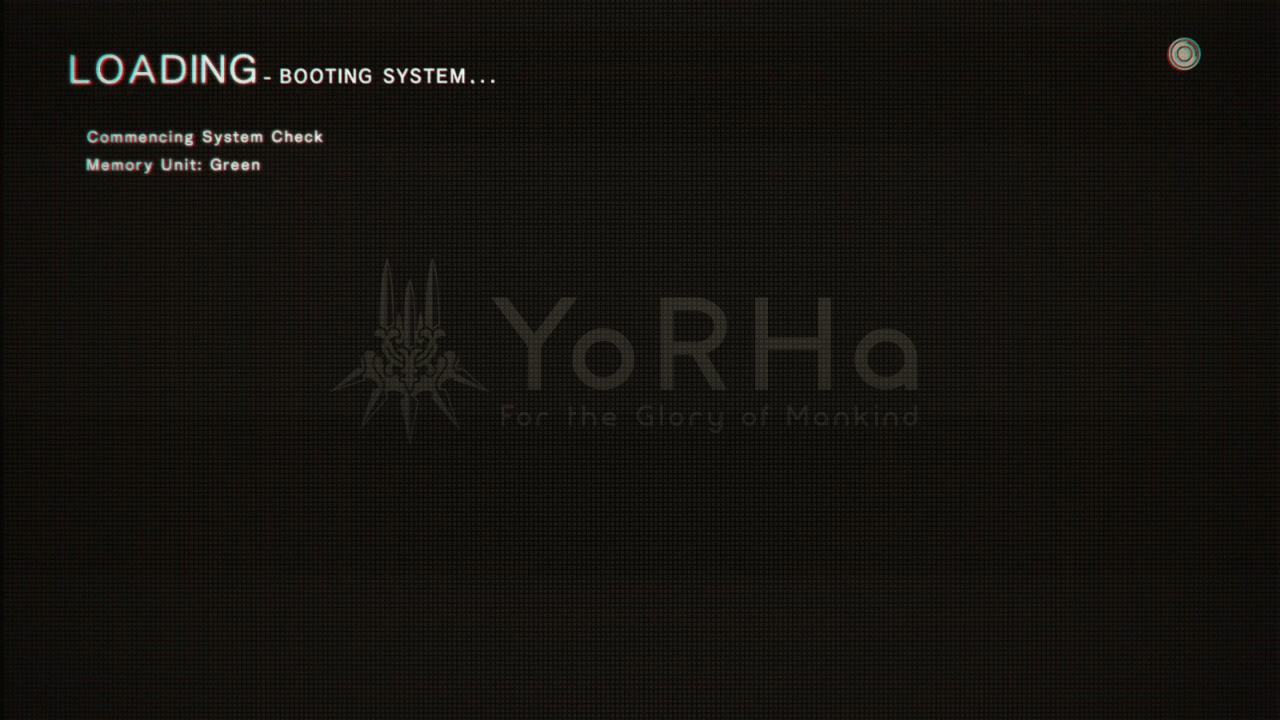 LOADING - BOOTING SYSTEM...
Commencing System Check
Memory Unit: Green
YoRHa
For the Glory of Mankind